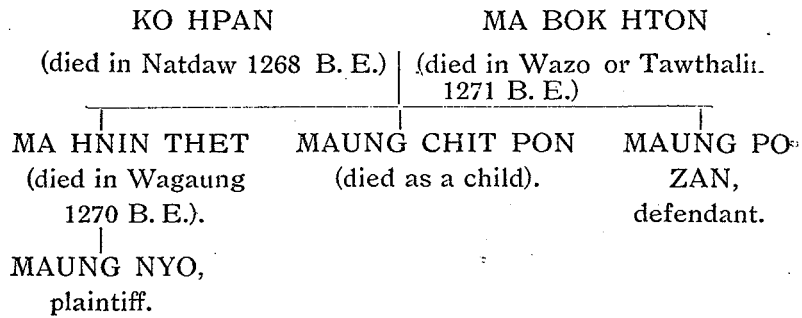 KO HPAN MA BOK HTON
(died in Natdaw 1268 B. E.) (died in Wazo or Tawthalin
1271 B. E.)
MA HNIN THET MAUNG CHIT PON MAUNG PO
(died in Wagaung (died as a child). ZAN,
1270 B. E.). defendant.
MAUNG NYO,
plaintiff.